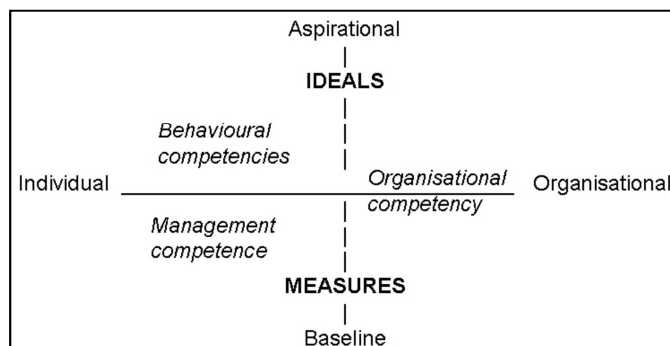 Aspirational
IDEALS
Behavioural
competencies
Individual
Organisational
competency
Organisational
Management
competence
MEASURES
Baseline